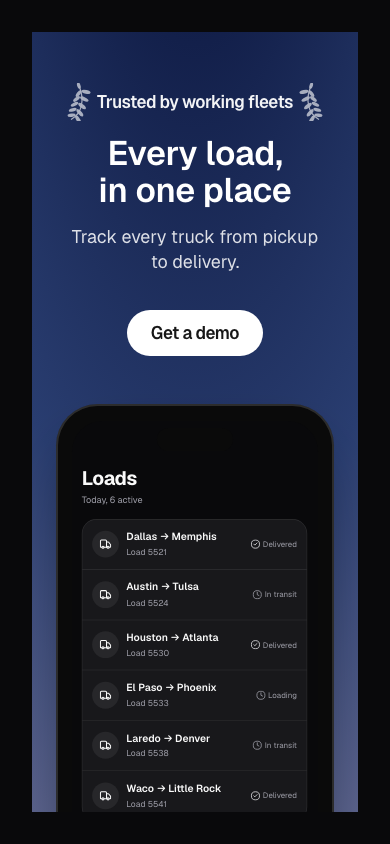 Trusted by working fleets
Every load,
in one place
Track every truck from pickup
to delivery.
Get a demo
Loads
Today, 6 active
Dallas → Memphis
Load 5521
Delivered
Austin → Tulsa
Load 5524
In transit
Houston → Atlanta
Load 5530
Delivered
El Paso → Phoenix
Load 5533
Loading
Laredo → Denver
Load 5538
In transit
Waco → Little Rock
Load 5541
Delivered